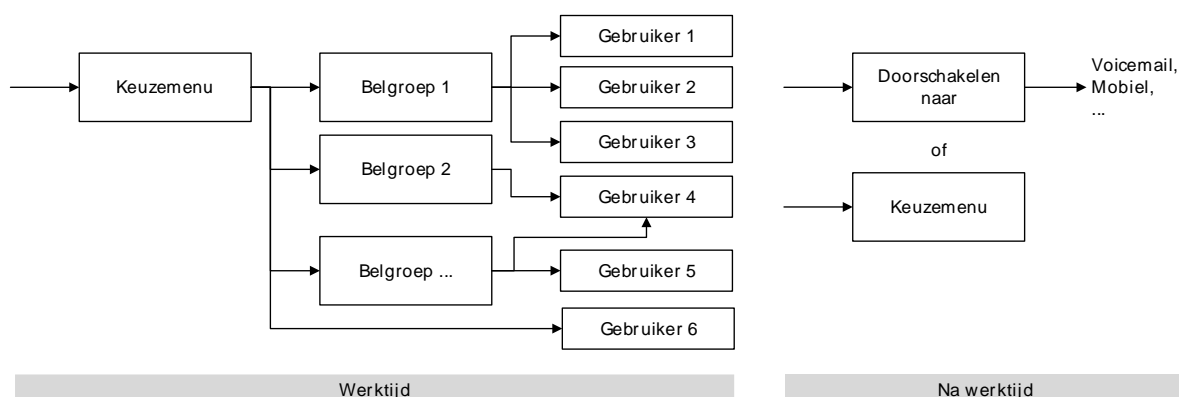 Keuzemenu
Belgroep 1
Belgroep 2
Belgroep ...
Gebruiker 1
Gebruiker 2
Gebruiker 3
Gebruiker 4
Gebruiker 5
Gebruiker 6
Werktijd
Doorschakelen
naar
Voicemail,
Mobiel,
...
of
Keuzemenu
Na werktijd